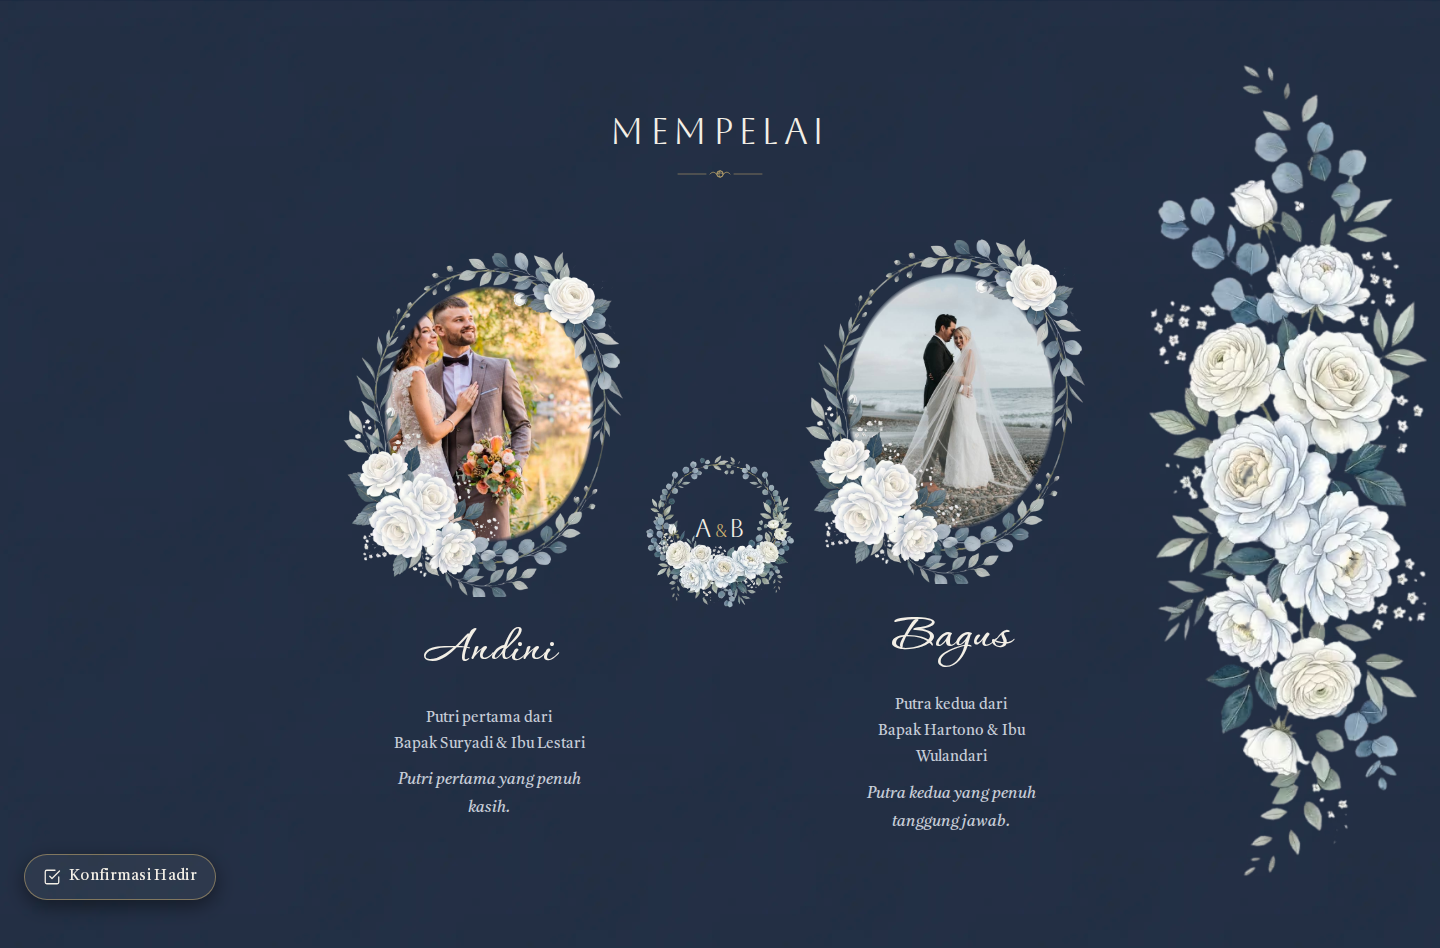 MEMPELAI
A & B
Andini
Putri pertama dari
Bapak Suryadi & Ibu Lestari
Putri pertama yang penuh
kasih.
Bagus
Putra kedua dari
Bapak Hartono & Ibu
Wulandari
Putra kedua yang penuh
tanggung jawab.
Konfirmasi Hadir